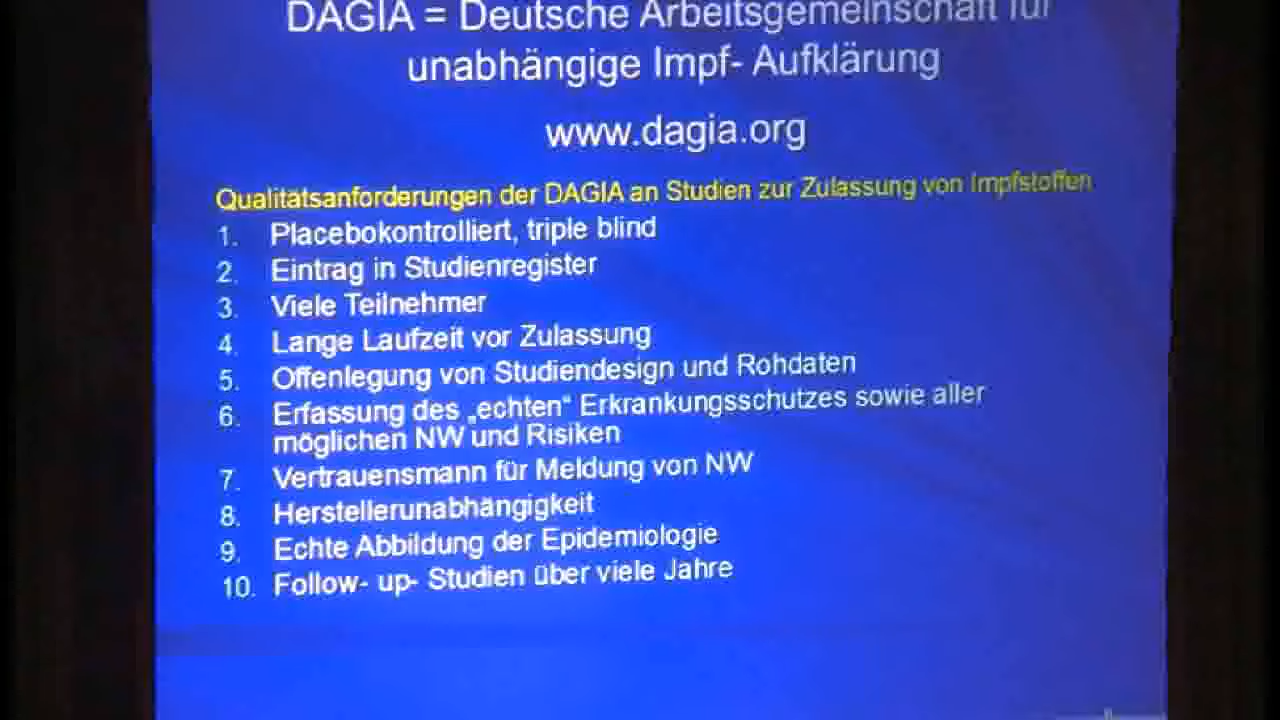 DAGIA = Deutsche Arbeitsgemeinschaft für
unabhängige Impf- Aufklärung
www.dagia.org
Qualitätsanforderungen der DAGIA an Studien zur Zulassung von Impfstoffen
1. Placebokontrolliert, triple blind
2. Eintrag in Studienregister
3. Viele Teilnehmer
4. Lange Laufzeit vor Zulassung
5. Offenlegung von Studiendesign und Rohdaten
6. Erfassung des „echten“ Erkrankungsschutzes sowie aller
möglichen NW und Risiken
7. Vertrauensmann für Meldung von NW
8. Herstellerunabhängigkeit
9. Echte Abbildung der Epidemiologie
10. Follow- up- Studien über viele Jahre